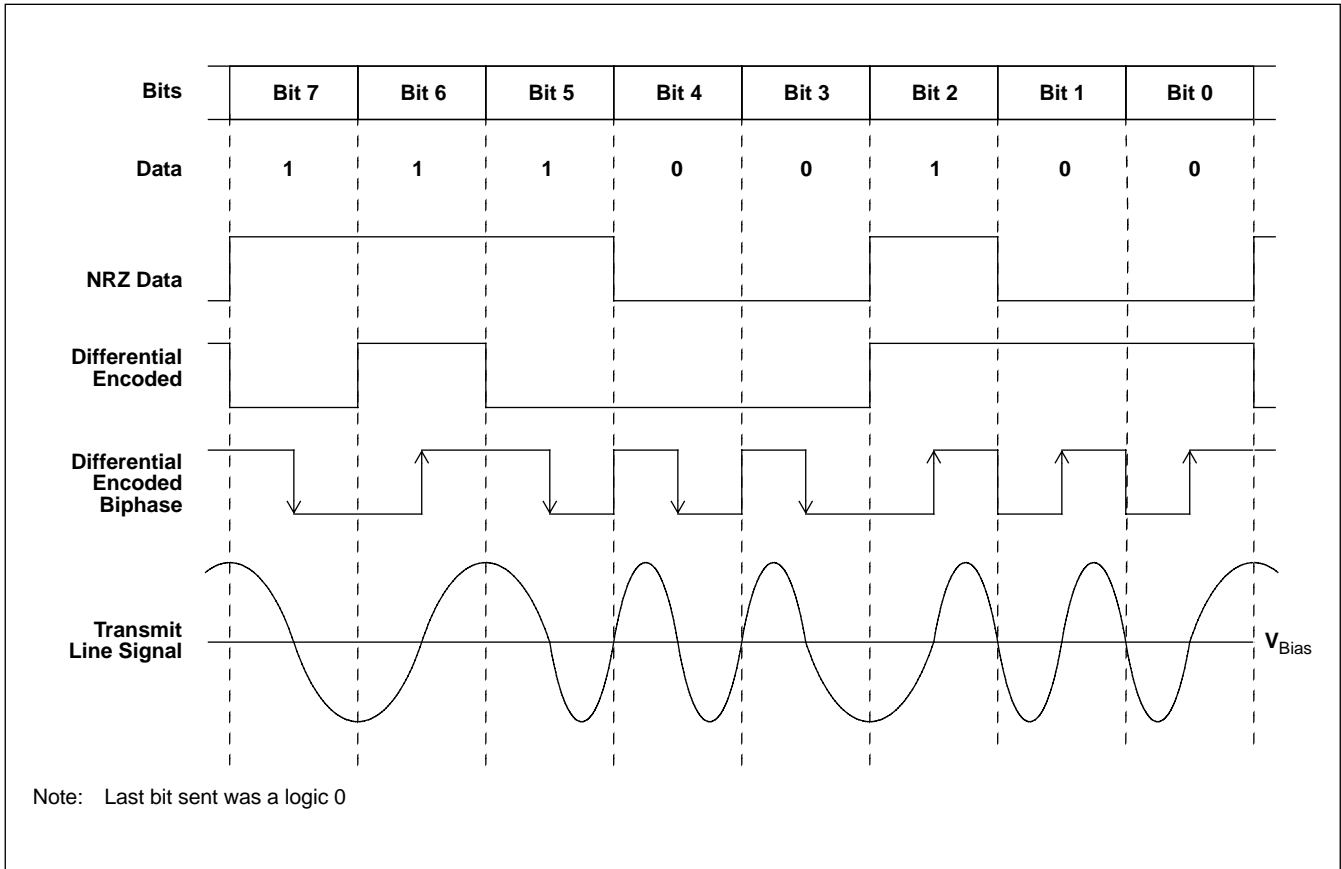 Bits Bit 7 Bit 6 Bit 5 Bit 4 Bit 3 Bit 2 Bit 1 Bit 0
Data 1 1 1 0 0 1 0 0
NRZ Data
Differential
Encoded
Differential
Encoded
Biphase
Transmit
Line Signal
VBias
Note: Last bit sent was a logic 0